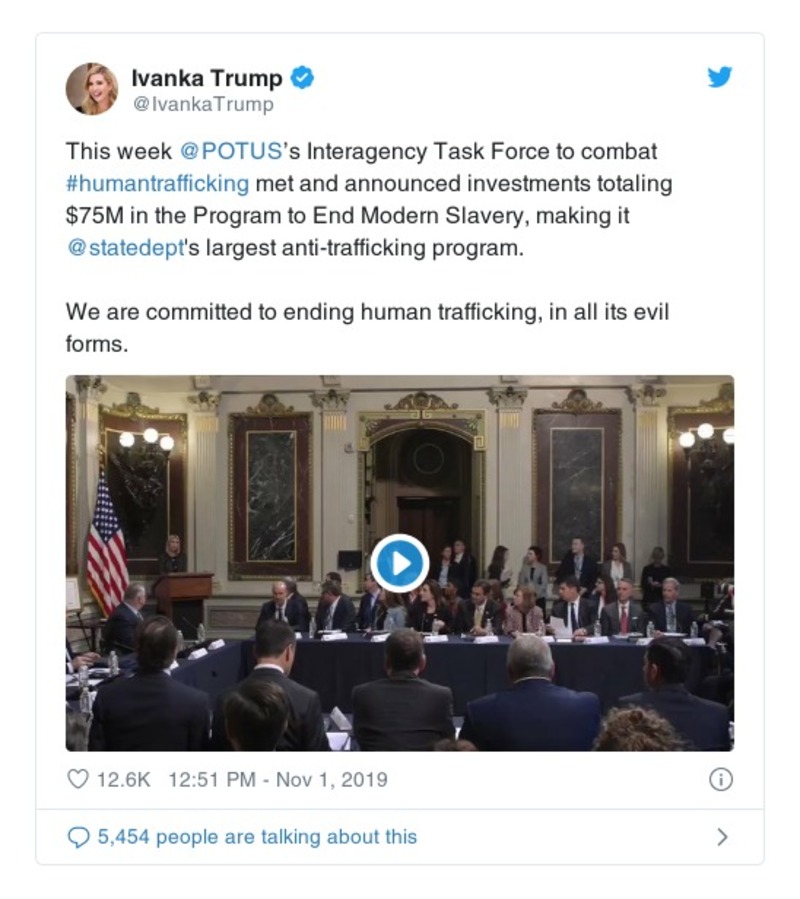 Ivanka Trump
@IvankaTrump
This week @POTUS’s Interagency Task Force to combat
#humantrafficking met and announced investments totaling
$75M in the Program to End Modern Slavery, making it
@statedept's largest anti-trafficking program.
We are committed to ending human trafficking, in all its evil
forms.
12.6K 12:51 PM - Nov 1, 2019
5,454 people are talking about this